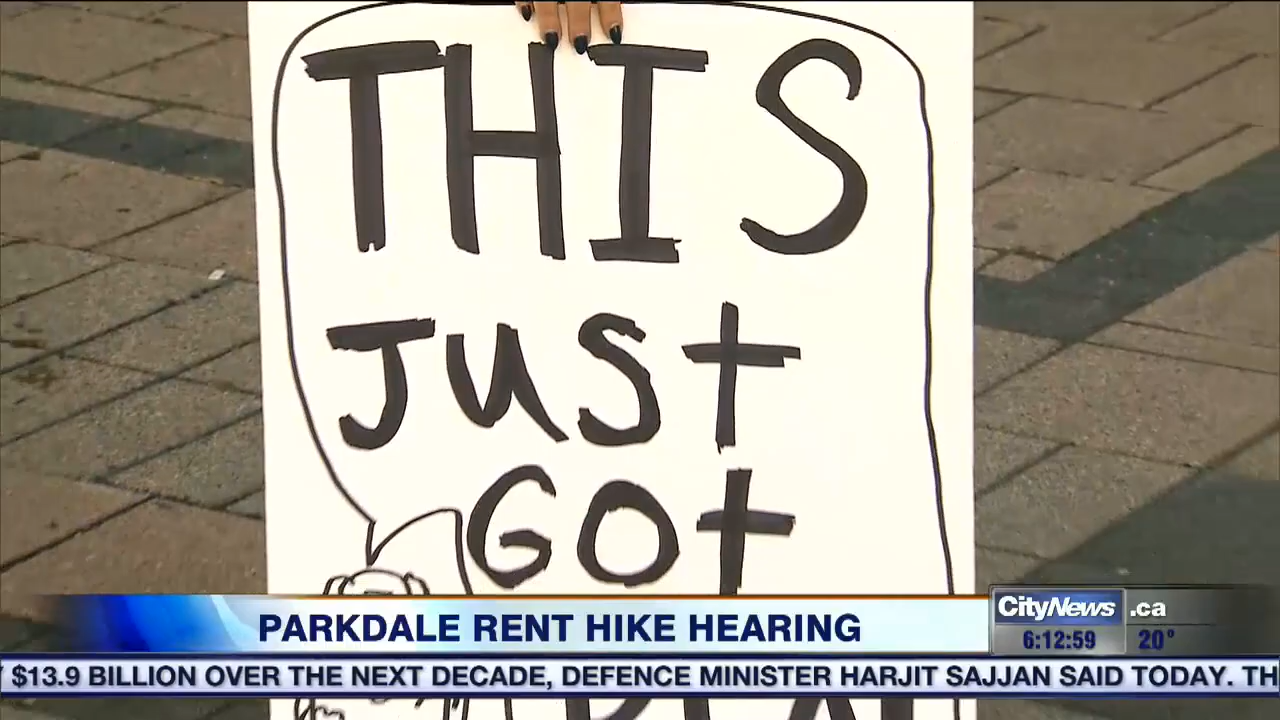 THIS
JUST
GOT
PARKDALE RENT HIKE HEARING
CityNews .ca
6:12:59 20°
$13.9 BILLION OVER THE NEXT DECADE, DEFENCE MINISTER HARJIT SAJJAN SAID TODAY. TH